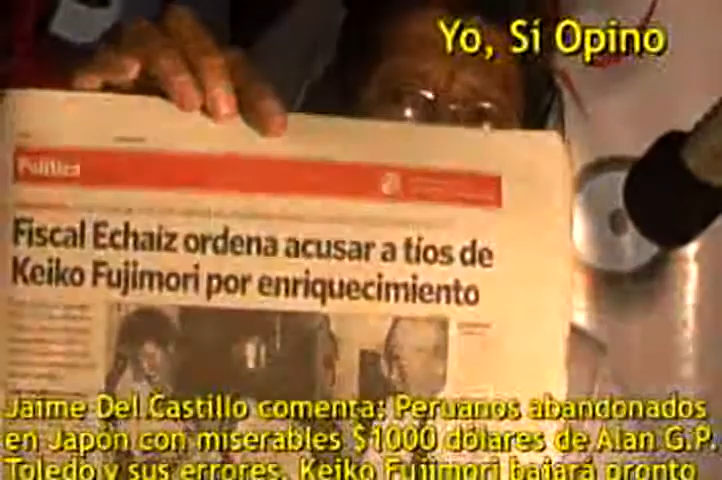 Yo, Sí Opino
Política
Fiscal Echaiz ordena acusar a tíos de
Keiko Fujimori por enriquecimiento
Jaime Del Castillo comenta: Peruanos abandonados
en Japón con miserables $1000 dólares de Alan G.P.
Toledo y sus errores. Keiko Fujimori bajará pronto